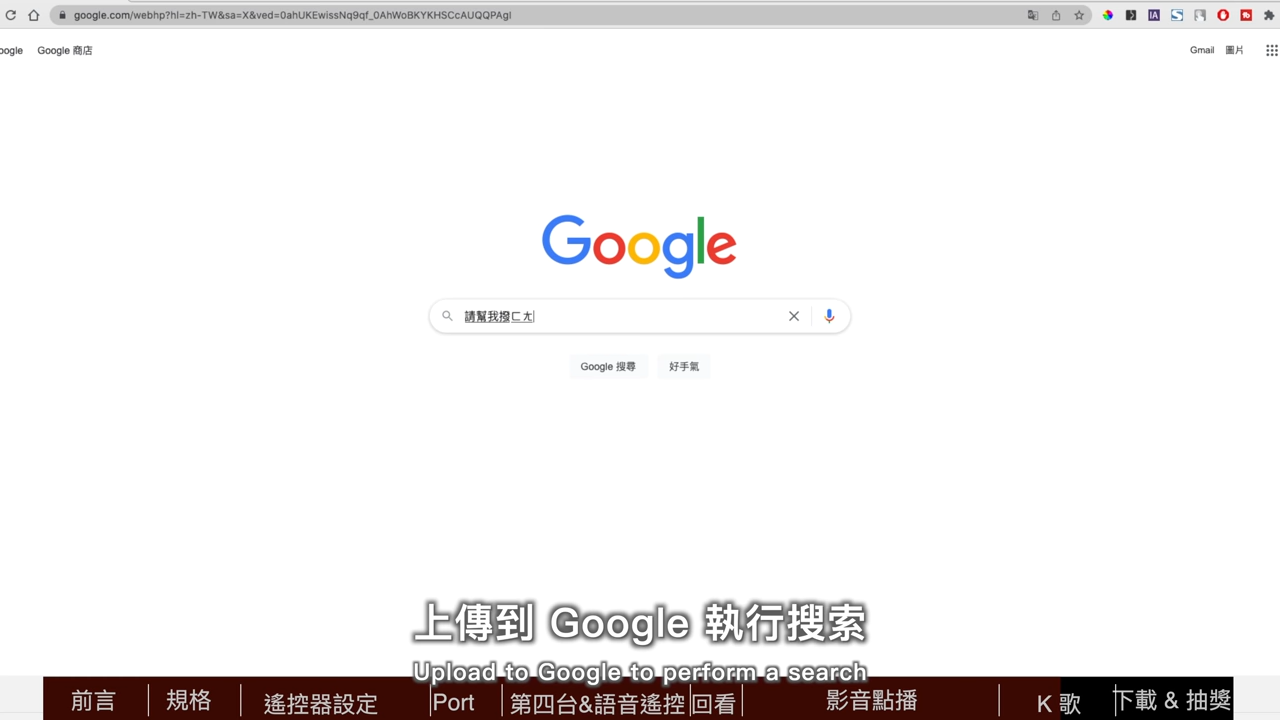 google.com/webhp?hl=zh-TW&sa=X&ved=0ahUKEwissNq9qf_0AhWoBKYKHSCcAUQQPAgI
oogle Google 商店
Gmail 圖片
Google
請幫我撥ㄈㄤ
Google 搜尋 好手氣
上傳到 Google 執行搜索
Upload to Google to perform a search
前言 規格 遙控器設定 Port 第四台&語音遙控 回看 影音點播 K 歌 下載 & 抽獎